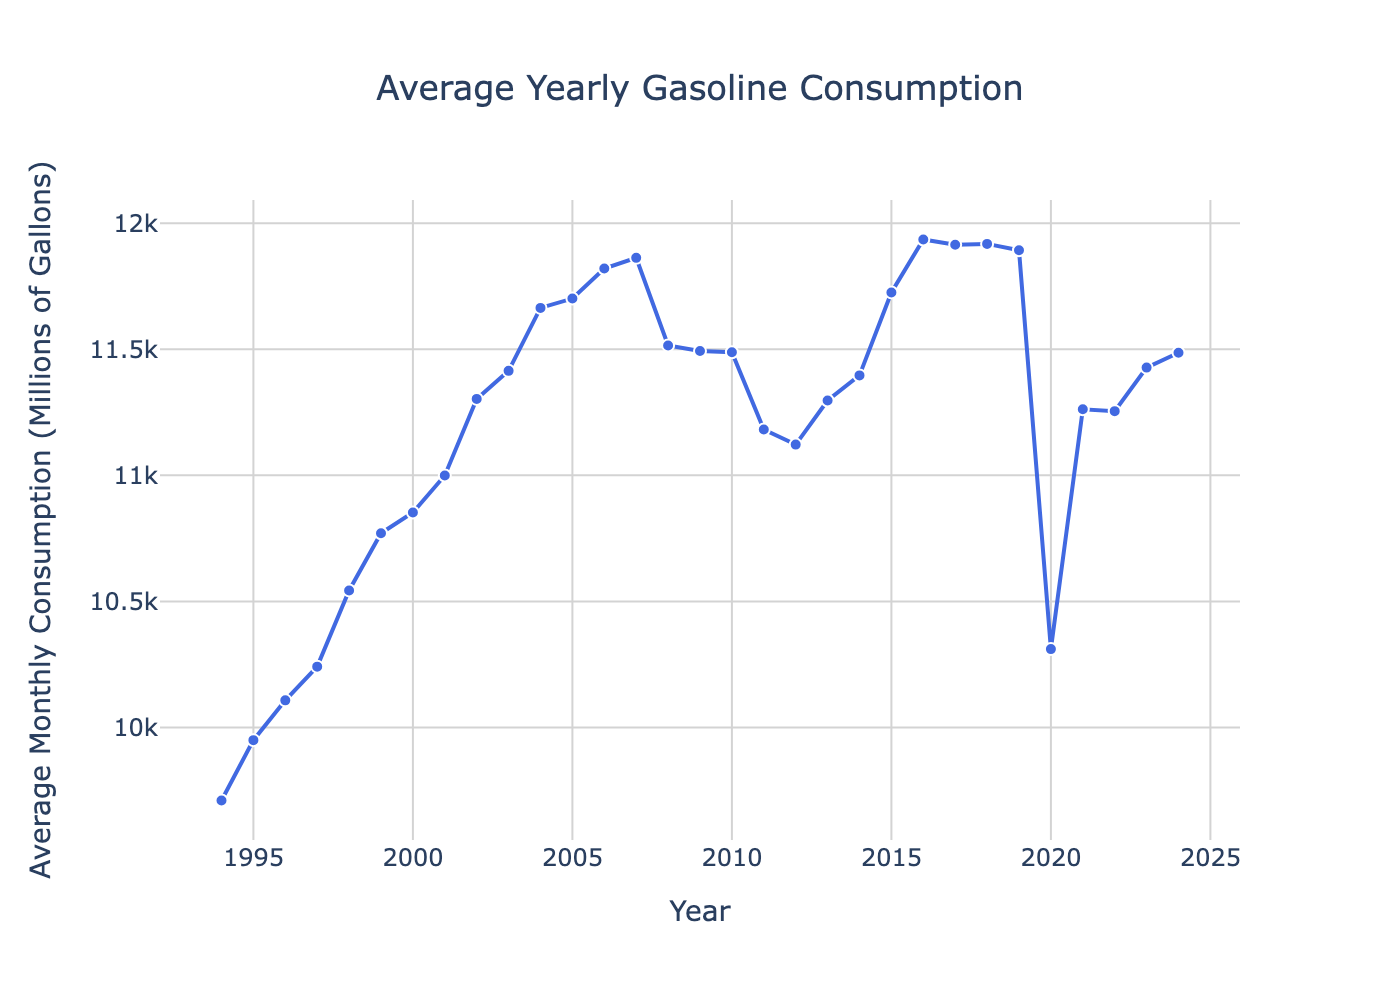 Average Yearly Gasoline Consumption
Average Monthly Consumption (Millions of Gallons)
12k
11.5k
11k
10.5k
10k
1995 2000 2005 2010 2015 2020 2025
Year